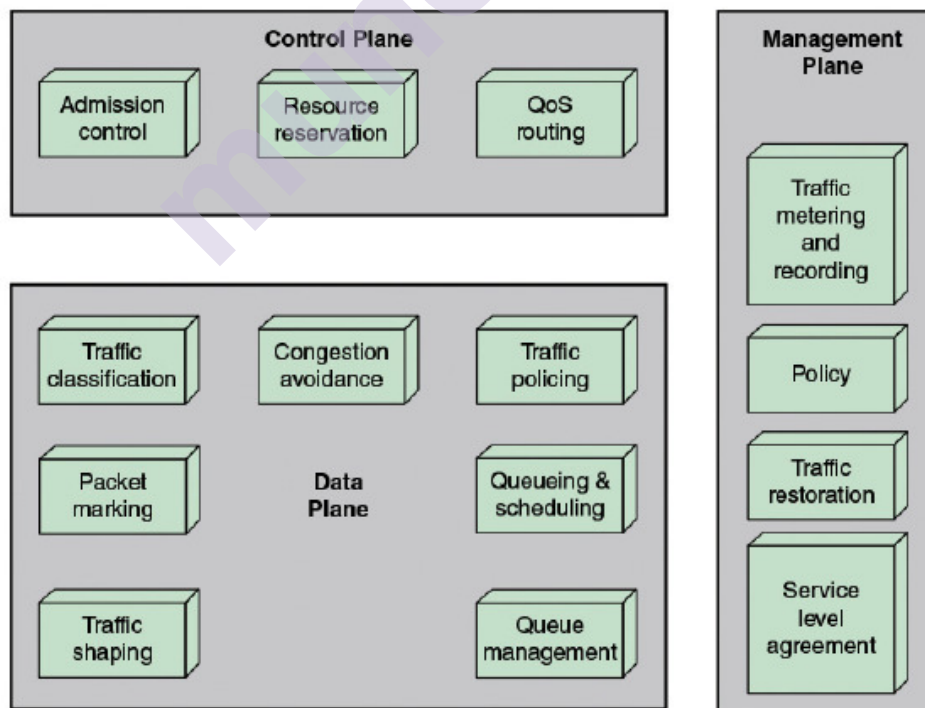 Control Plane
Admission
control
Resource
reservation
QoS
routing
Management
Plane
Traffic
metering
and
recording
Policy
Traffic
restoration
Service
level
agreement
Traffic
classification
Congestion
avoidance
Traffic
policing
Packet
marking
Data
Plane
Queueing &
scheduling
Traffic
shaping
Queue
management